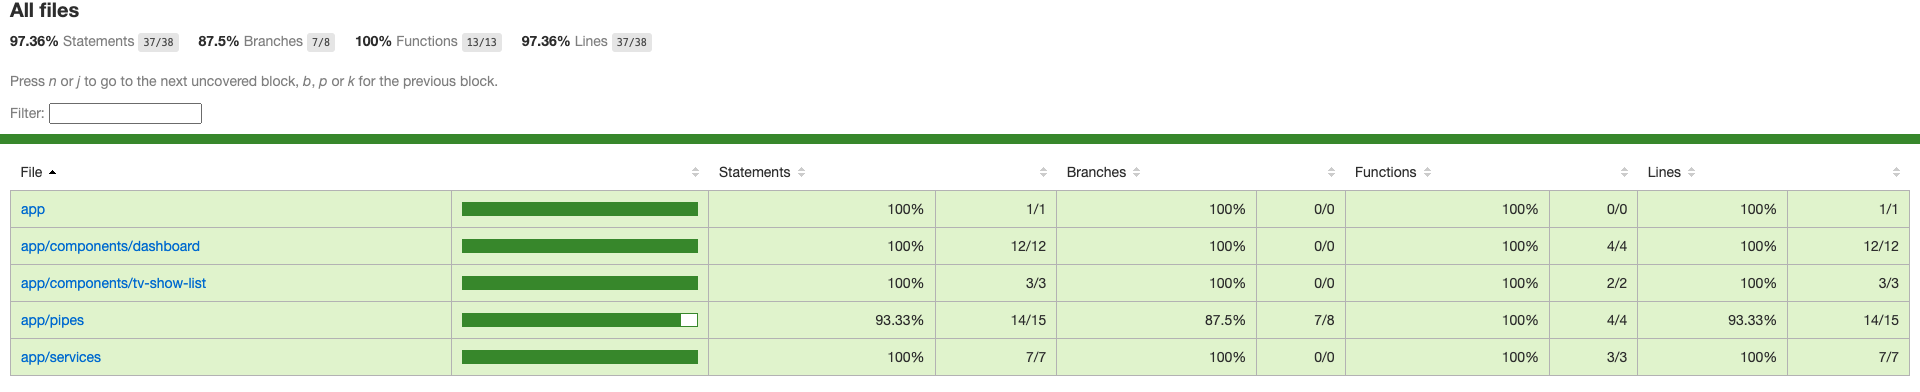 All files
97.36% Statements 37/38 87.5% Branches 7/8 100% Functions 13/13 97.36% Lines 37/38
Press n or j to go to the next uncovered block, b, p or k for the previous block.
Filter:
File Statements Branches Functions Lines
app 100% 1/1 100% 0/0 100% 0/0 100% 1/1
app/components/dashboard 100% 12/12 100% 0/0 100% 4/4 100% 12/12
app/components/tv-show-list 100% 3/3 100% 0/0 100% 2/2 100% 3/3
app/pipes 93.33% 14/15 87.5% 7/8 100% 4/4 93.33% 14/15
app/services 100% 7/7 100% 0/0 100% 3/3 100% 7/7